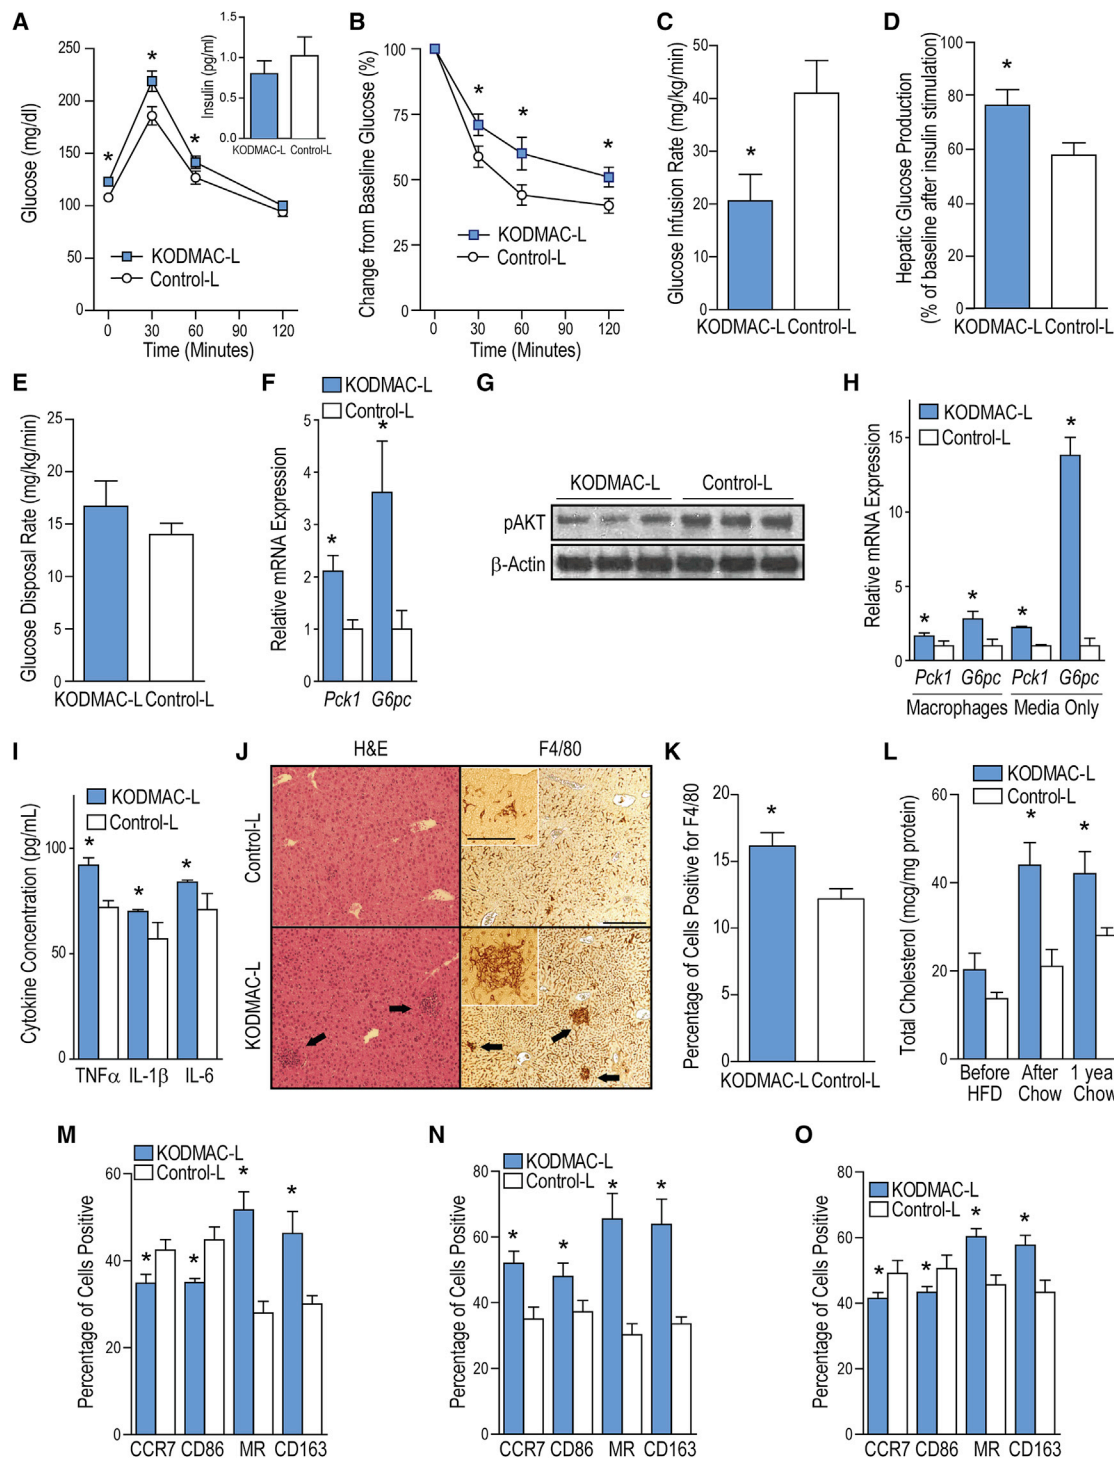 A
Glucose (mg/dl)
250
200
150
100
50
0
*
*
*
KODMAC-L
Control-L
0 30 60 90 120
Time (Minutes)
Insulin (pg/ml)
1.5
1.0
0.5
0.0
KODMAC-L Control-L
B
Change from Baseline Glucose (%)
100
75
50
25
0
*
*
*
KODMAC-L
Control-L
0 30 60 90 120
Time (Minutes)
C
Glucose Infusion Rate (mg/kg/min)
50
40
30
20
10
0
*
KODMAC-L Control-L
D
Hepatic Glucose Production
(% of baseline after insulin stimulation)
100
80
60
40
20
0
*
KODMAC-L Control-L
E
Glucose Disposal Rate (mg/kg/min)
25
20
15
10
5
0
KODMAC-L Control-L
F
KODMAC-L
Control-L
Relative mRNA Expression
5
4
3
2
1
0
*
*
Pck1 G6pc
G
KODMAC-L Control-L
pAKT
β-Actin
H
KODMAC-L
Control-L
Relative mRNA Expression
15
10
5
0
*
*
*
*
Pck1 G6pc Pck1 G6pc
Macrophages Media Only
I
KODMAC-L
Control-L
Cytokine Concentration (pg/mL)
100
50
0
*
*
*
TNFα IL-1β IL-6
J
H&E F4/80
Control-L
KODMAC-L
K
Percentage of Cells Positive for F4/80
20
15
10
5
0
*
KODMAC-L Control-L
L
KODMAC-L
Control-L
Total Cholesterol (mcg/mg protein)
60
40
20
0
*
*
Before HFD
After Chow
1 yea Chow
M
KODMAC-L
Control-L
Percentage of Cells Positive
60
40
20
0
*
*
*
*
CCR7 CD86 MR CD163
N
KODMAC-L
Control-L
Percentage of Cells Positive
80
60
40
20
0
*
*
*
*
CCR7 CD86 MR CD163
O
KODMAC-L
Control-L
Percentage of Cells Positive
80
60
40
20
0
*
*
*
*
CCR7 CD86 MR CD163